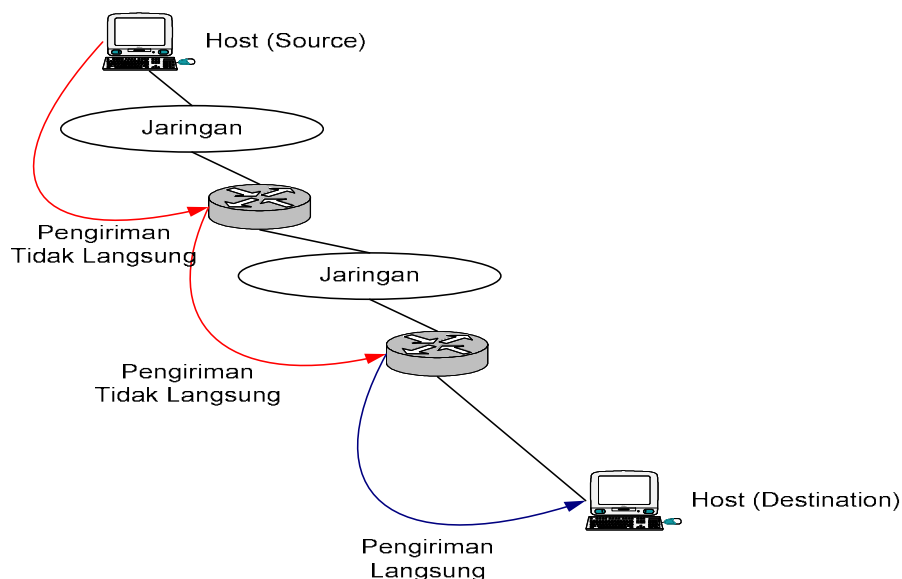 Host (Source)
Jaringan
Pengiriman
Tidak Langsung
Jaringan
Pengiriman
Tidak Langsung
Host (Destination)
Pengiriman
Langsung